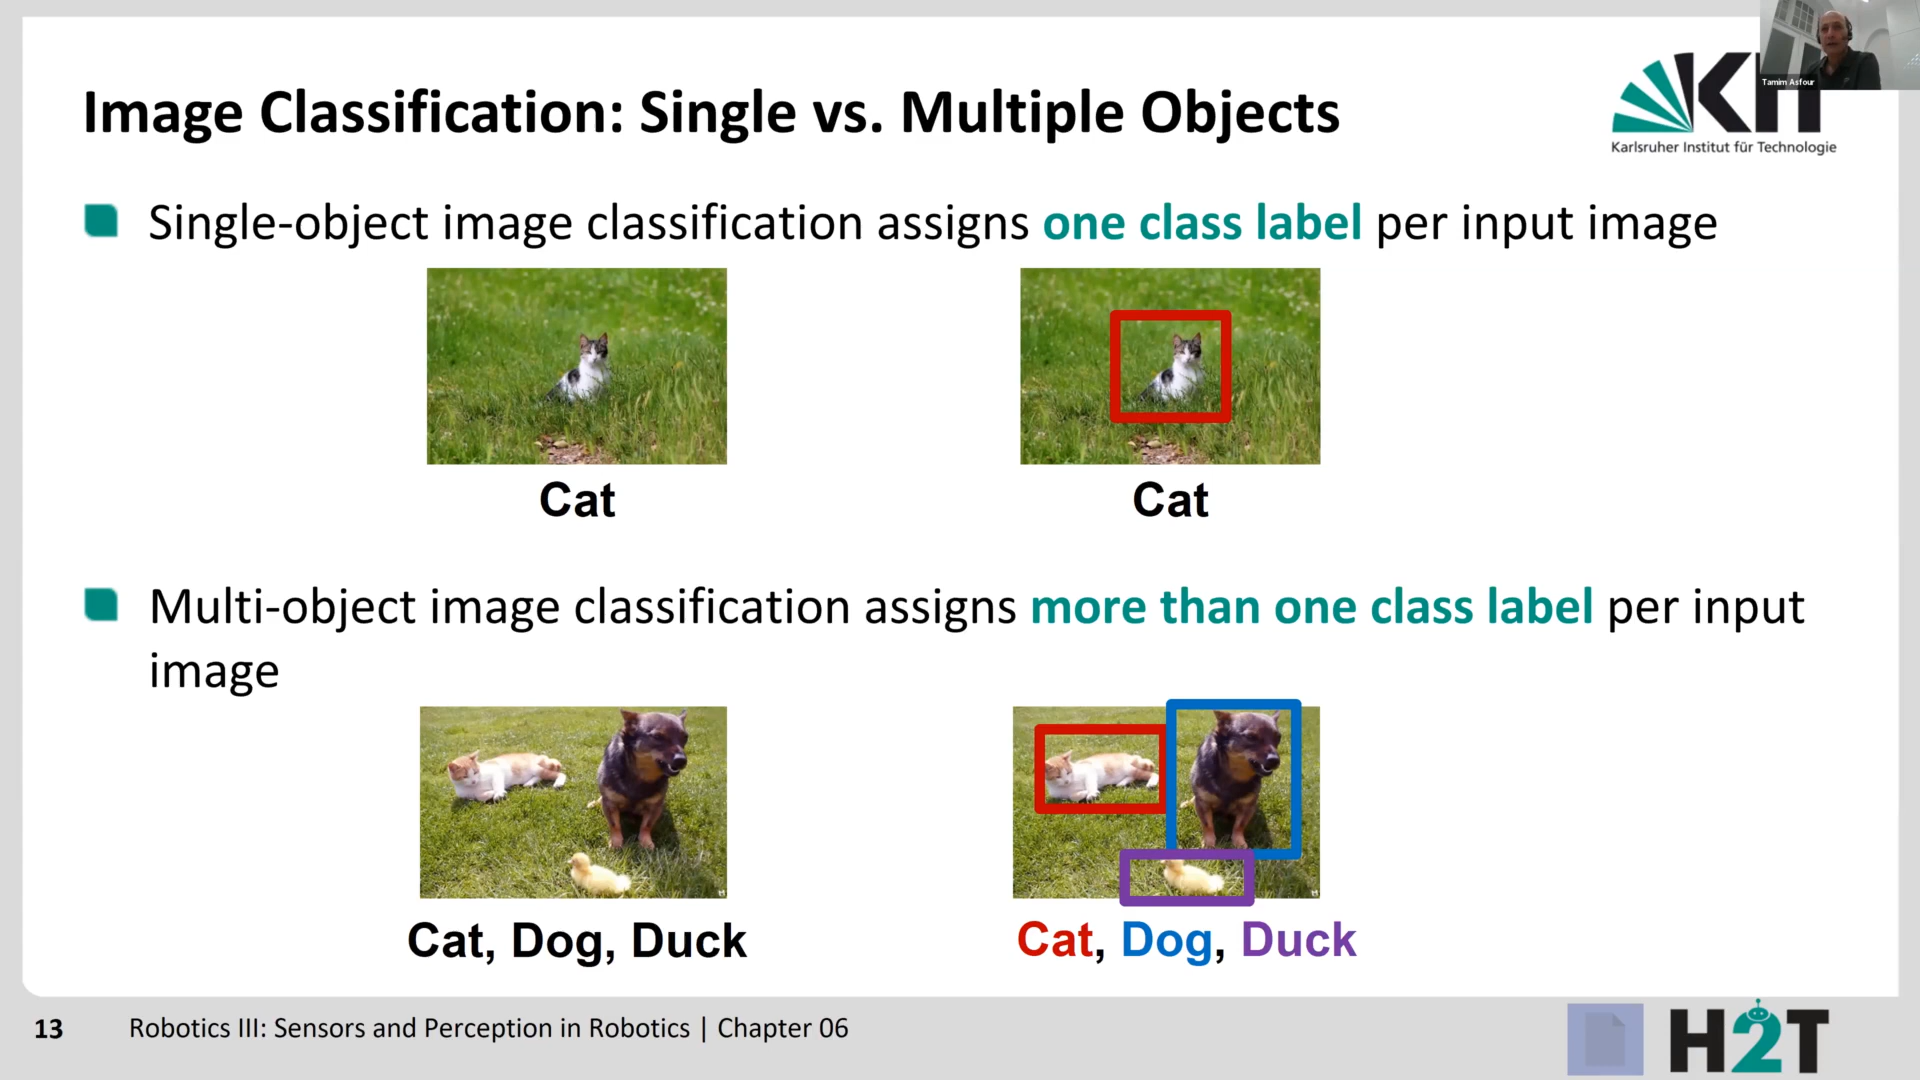 Tamim Asfour
Image Classification: Single vs. Multiple Objects
KIT
Karlsruher Institut für Technologie
Single-object image classification assigns one class label per input image
Cat
Cat
Multi-object image classification assigns more than one class label per input
image
Cat, Dog, Duck
Cat, Dog, Duck
13
Robotics III: Sensors and Perception in Robotics | Chapter 06
H2T